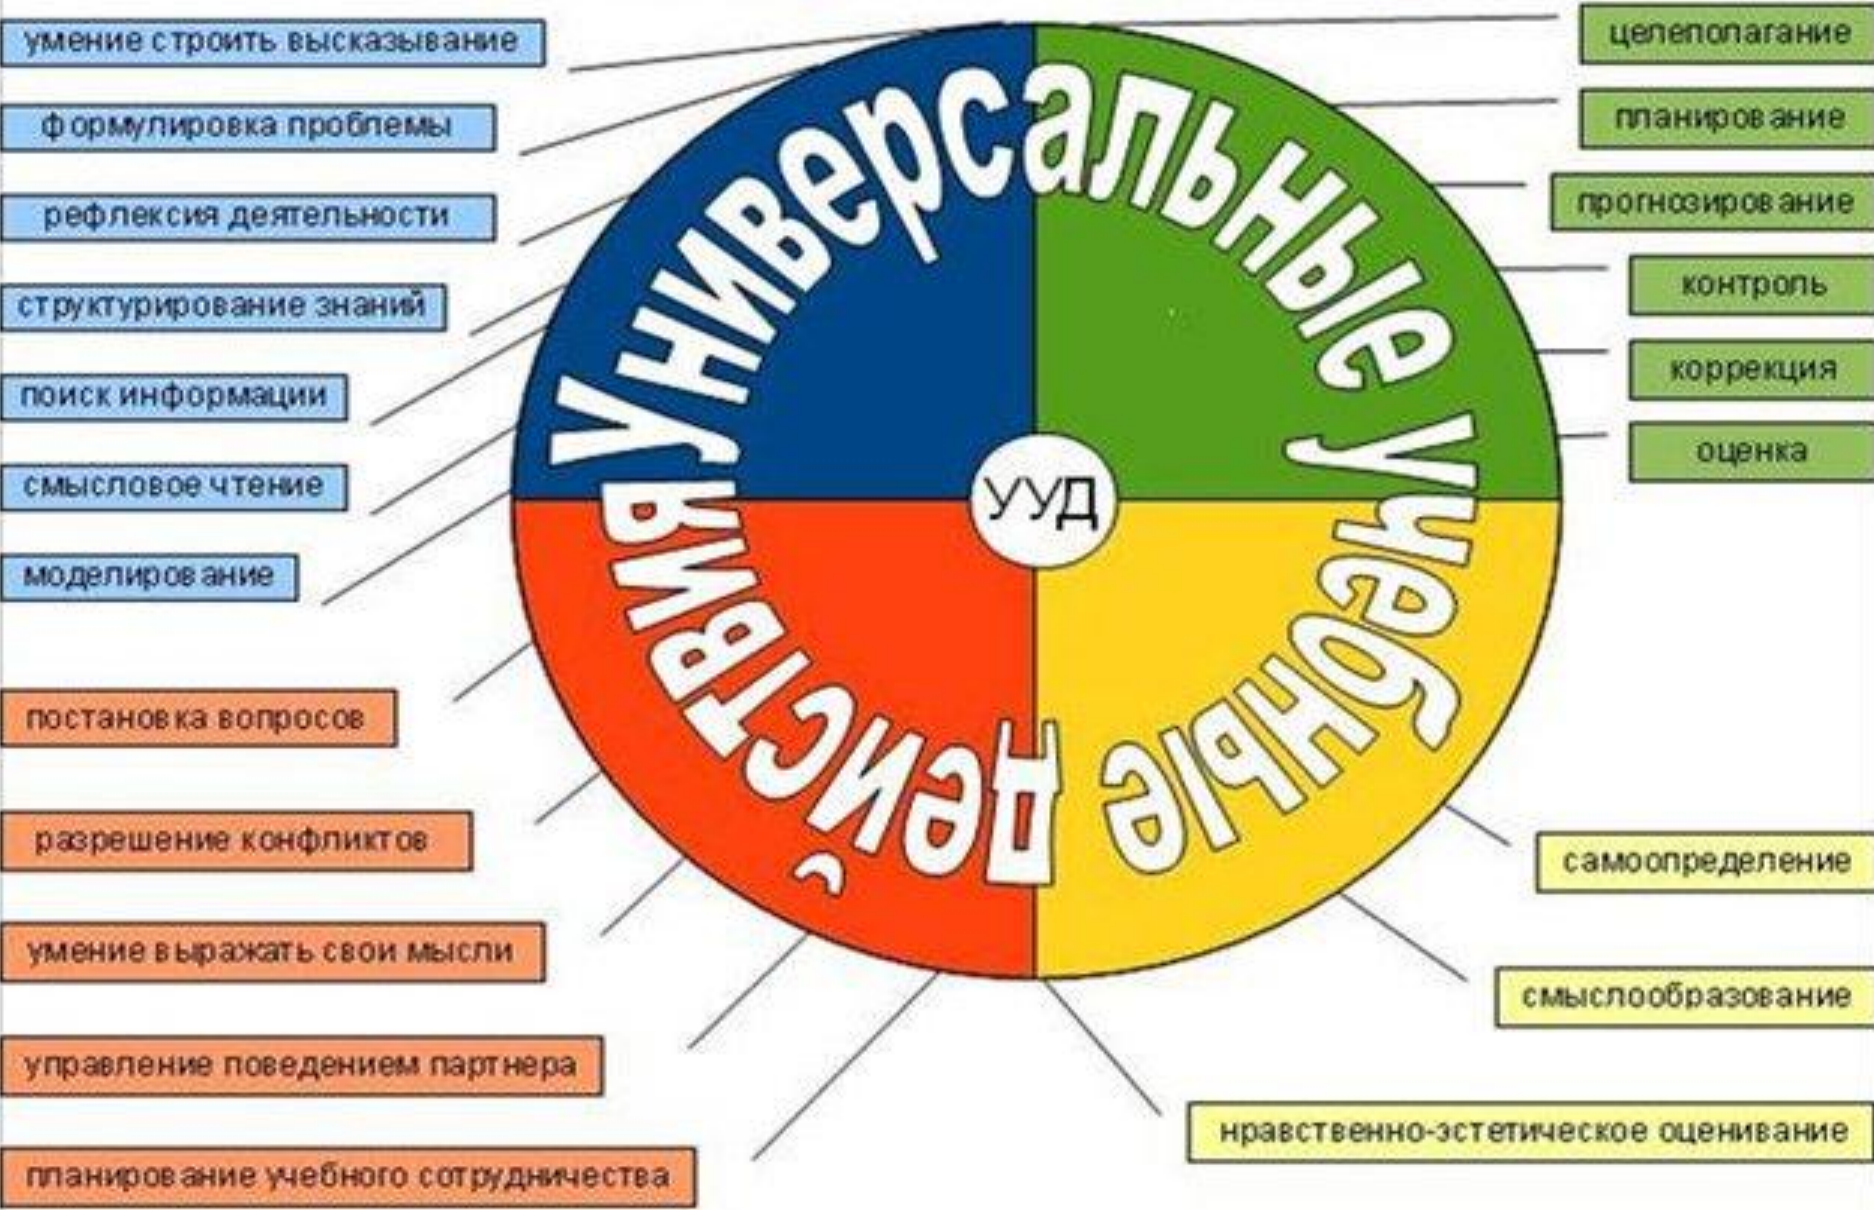 умение строить высказывание
формулировка проблемы
рефлексия деятельности
структурирование знаний
поиск информации
смысловое чтение
моделирование
постановка вопросов
разрешение конфликтов
умение выражать свои мысли
управление поведением партнера
планирование учебного сотрудничества
Универсальные учебные действия
УУД
целеполагание
планирование
прогнозирование
контроль
коррекция
оценка
самоопределение
смыслообразование
нравственно-эстетическое оценивание